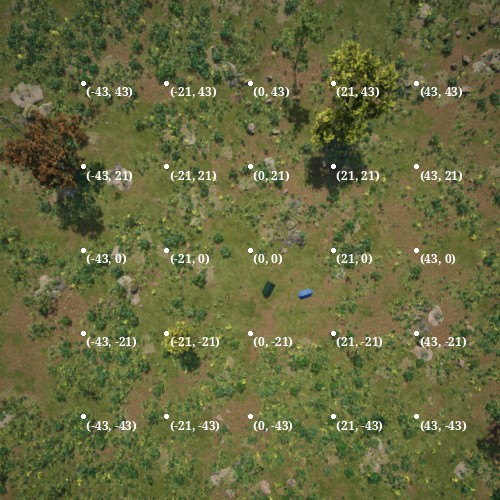 (-43, 43) (-21, 43) (0, 43) (21, 43) (43, 43)
(-43, 21) (-21, 21) (0, 21) (21, 21) (43, 21)
(-43, 0) (-21, 0) (0, 0) (21, 0) (43, 0)
(-43, -21) (-21, -21) (0, -21) (21, -21) (43, -21)
(-43, -43) (-21, -43) (0, -43) (21, -43) (43, -43)